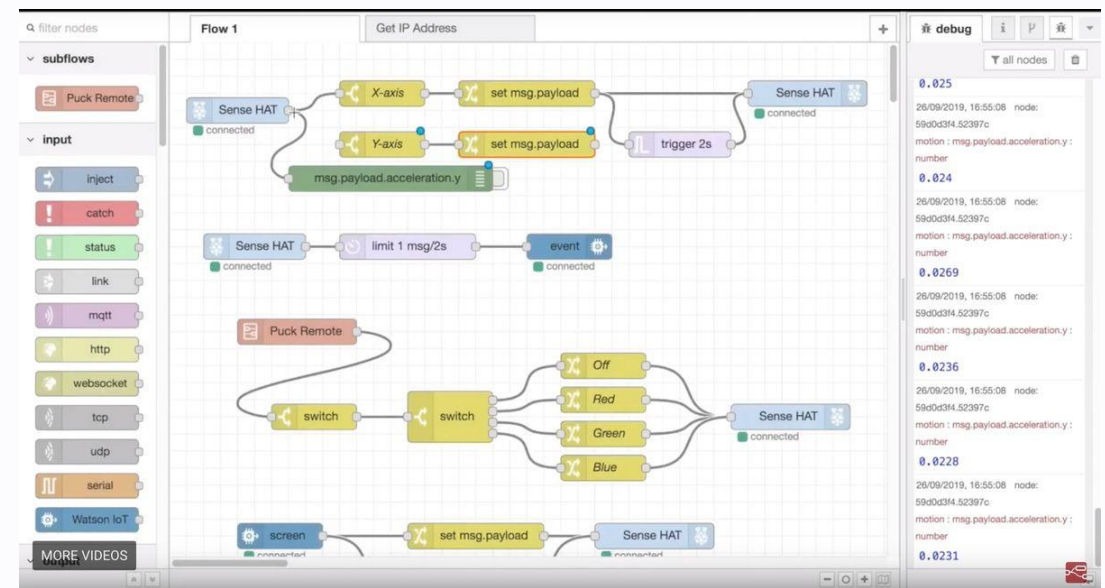 filter nodes
Flow 1
Get IP Address
debug
i
all nodes
subflows
Puck Remote
input
inject
catch
status
link
mqtt
http
websocket
tcp
udp
serial
Watson IoT
MORE VIDEOS
output
Sense HAT
connected
X-axis
set msg.payload
Sense HAT
connected
Y-axis
set msg.payload
trigger 2s
msg.payload.acceleration.y
Sense HAT
connected
limit 1 msg/2s
event
connected
Puck Remote
switch
switch
Off
Red
Green
Blue
Sense HAT
connected
screen
connected
set msg.payload
Sense HAT
connected
0.025
26/09/2019, 16:55:08 node:
59d0d3f4.52397c
motion : msg.payload.acceleration.y :
number
0.024
26/09/2019, 16:55:08 node:
59d0d3f4.52397c
motion : msg.payload.acceleration.y :
number
0.0269
26/09/2019, 16:55:08 node:
59d0d3f4.52397c
motion : msg.payload.acceleration.y :
number
0.0236
26/09/2019, 16:55:08 node:
59d0d3f4.52397c
motion : msg.payload.acceleration.y :
number
0.0228
26/09/2019, 16:55:08 node:
59d0d3f4.52397c
motion : msg.payload.acceleration.y :
number
0.0231